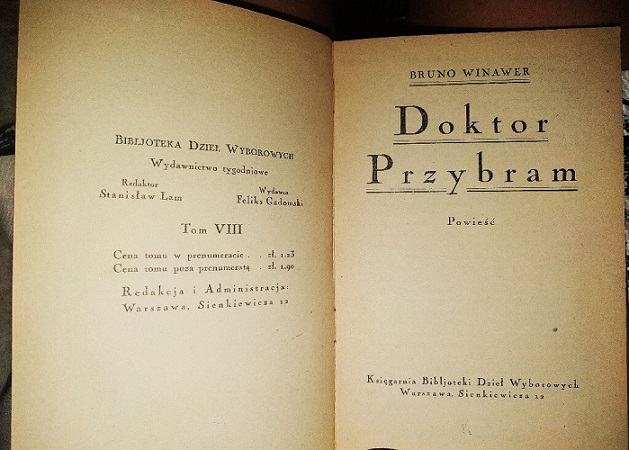 BIBLJOTEKA DZIEŁ WYBOROWYCH
Wydawnictwo tygodniowe
Redaktor
Stanisław Lam
Wydawca
Feliks Gadomski
Tom VIII
Cena tomu w prenumeracie . . zł. 1.25
Cena tomu poza prenumeratą . zł. 1.90
Redakcja i Administracja:
Warszawa, Sienkiewicza 12
BRUNO WINAWER
Doktor
Przybram
Powieść
Księgarnia Bibljoteki Dzieł Wyborowych
Warszawa, Sienkiewicza 12